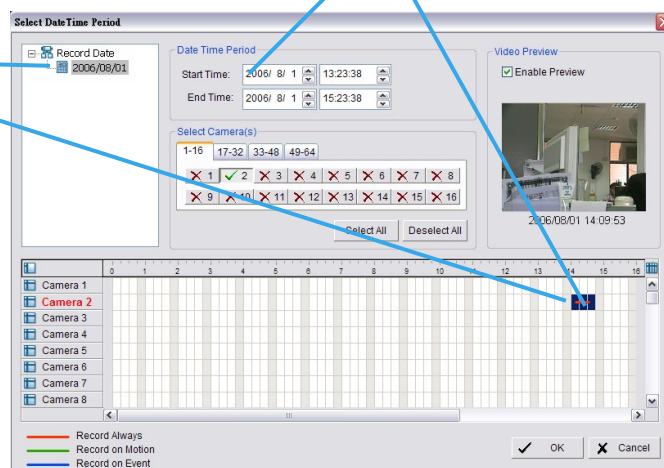 Select DateTime Period
Record Date
2006/08/01
Date Time Period
Start Time: 2006/ 8/ 1 13:23:38
End Time: 2006/ 8/ 1 15:23:38
Select Camera(s)
1-16 17-32 33-48 49-64
1 2 3 4 5 6 7 8
9 10 11 12 13 14 15 16
Select All Deselect All
Video Preview
Enable Preview
2006/08/01 14:09:53
0 1 2 3 4 5 6 7 8 9 10 11 12 13 14 15 16
Camera 1
Camera 2
Camera 3
Camera 4
Camera 5
Camera 6
Camera 7
Camera 8
Record Always
Record on Motion
Record on Event
OK Cancel